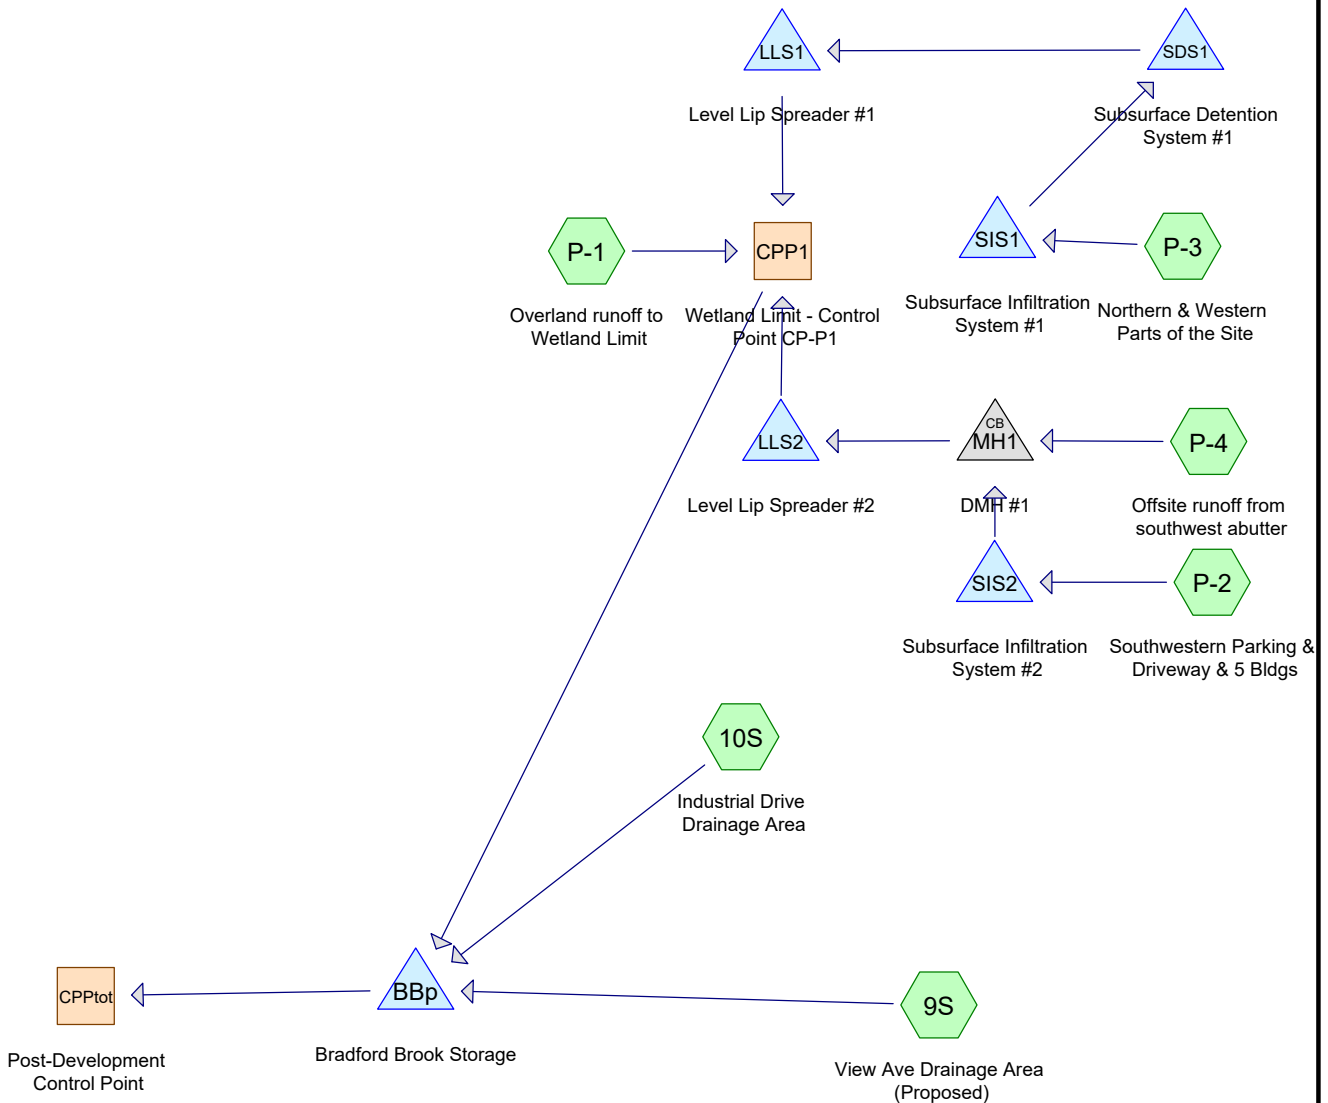 LLS1
SDS1
Level Lip Spreader #1
Subsurface Detention
System #1
P-1
CPP1
SIS1
P-3
Overland runoff to
Wetland Limit
Wetland Limit - Control
Point CP-P1
Subsurface Infiltration
System #1
Northern & Western
Parts of the Site
LLS2
CB
MH1
P-4
Level Lip Spreader #2
DMH #1
Offsite runoff from
southwest abutter
SIS2
P-2
Subsurface Infiltration
System #2
Southwestern Parking &
Driveway & 5 Bldgs
10S
Industrial Drive
Drainage Area
CPPtot
BBp
9S
Post-Development
Control Point
Bradford Brook Storage
View Ave Drainage Area
(Proposed)